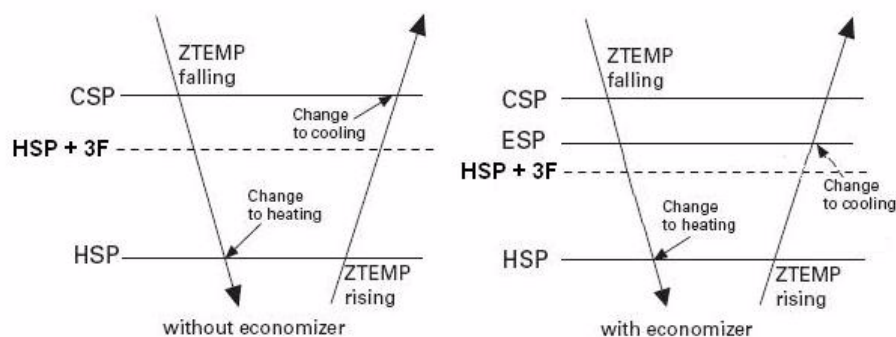 ZTEMP
falling
CSP
Change
to cooling
HSP + 3F
Change
to heating
HSP
ZTEMP
rising
without economizer
ZTEMP
falling
CSP
ESP
HSP + 3F
Change
to cooling
Change
to heating
HSP
ZTEMP
rising
with economizer